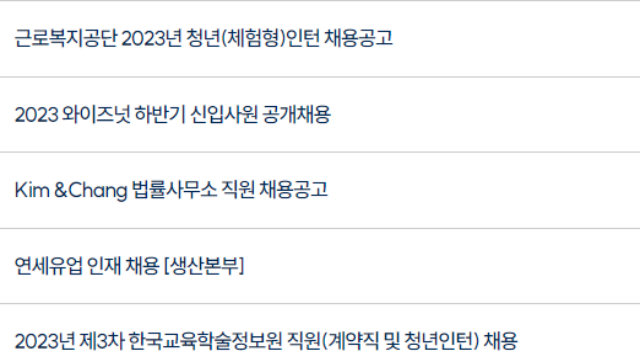 근로복지공단 2023년 청년(체험형)인턴 채용공고
2023 와이즈넛 하반기 신입사원 공개채용
Kim &Chang 법률사무소 직원 채용공고
연세유업 인재 채용 [생산본부]
2023년 제3차 한국교육학술정보원 직원(계약직 및 청년인턴) 채용